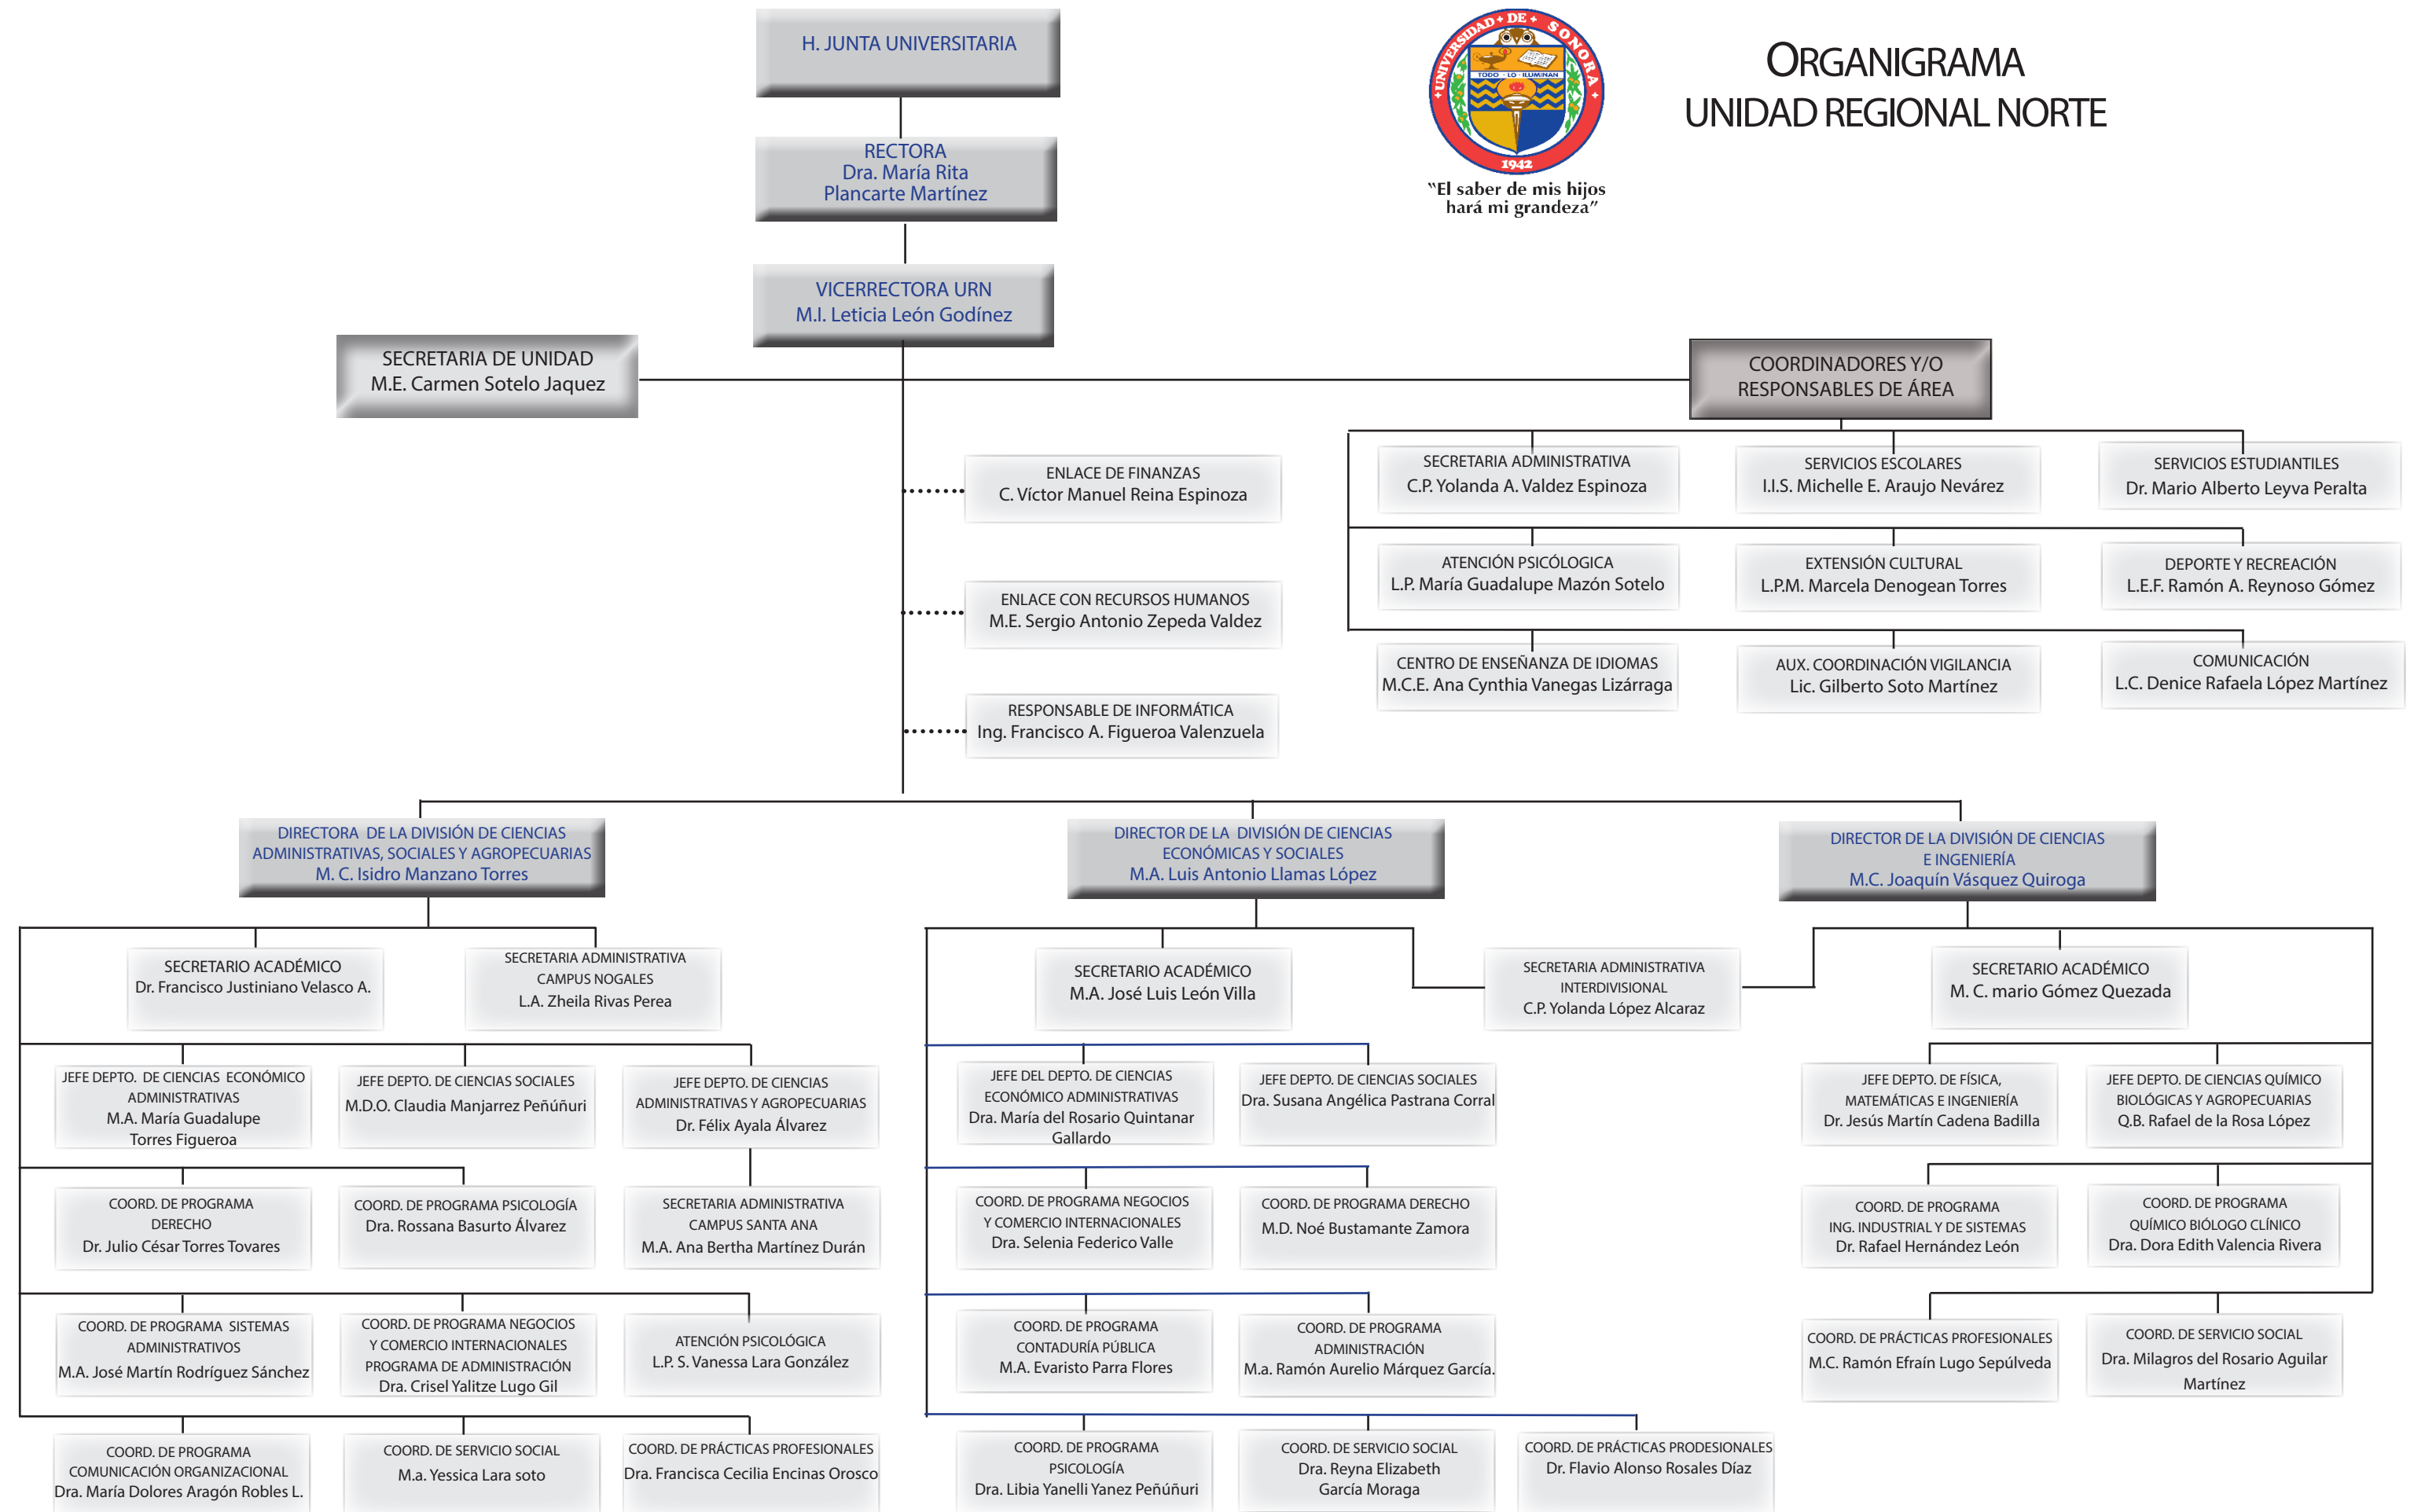 H. JUNTA UNIVERSITARIA
UNIVERSIDAD DE SONORA
TODO LO ILUMINAN
1942
"El saber de mis hijos
hará mi grandeza"
ORGANIGRAMA
UNIDAD REGIONAL NORTE
RECTORA
Dra. María Rita
Plancarte Martínez
VICERRECTORA URN
M.I. Leticia León Godínez
SECRETARIA DE UNIDAD
M.E. Carmen Sotelo Jaquez
COORDINADORES Y/O
RESPONSABLES DE ÁREA
ENLACE DE FINANZAS
C. Víctor Manuel Reina Espinoza
ENLACE CON RECURSOS HUMANOS
M.E. Sergio Antonio Zepeda Valdez
RESPONSABLE DE INFORMÁTICA
Ing. Francisco A. Figueroa Valenzuela
SECRETARIA ADMINISTRATIVA
C.P. Yolanda A. Valdez Espinoza
SERVICIOS ESCOLARES
I.I.S. Michelle E. Araujo Nevárez
SERVICIOS ESTUDIANTILES
Dr. Mario Alberto Leyva Peralta
ATENCIÓN PSICÓLOGICA
L.P. María Guadalupe Mazón Sotelo
EXTENSIÓN CULTURAL
L.P.M. Marcela Denogean Torres
DEPORTE Y RECREACIÓN
L.E.F. Ramón A. Reynoso Gómez
CENTRO DE ENSEÑANZA DE IDIOMAS
M.C.E. Ana Cynthia Vanegas Lizárraga
AUX. COORDINACIÓN VIGILANCIA
Lic. Gilberto Soto Martínez
COMUNICACIÓN
L.C. Denice Rafaela López Martínez
DIRECTORA DE LA DIVISIÓN DE CIENCIAS
ADMINISTRATIVAS, SOCIALES Y AGROPECUARIAS
M. C. Isidro Manzano Torres
DIRECTOR DE LA DIVISIÓN DE CIENCIAS
ECONÓMICAS Y SOCIALES
M.A. Luis Antonio Llamas López
DIRECTOR DE LA DIVISIÓN DE CIENCIAS
E INGENIERÍA
M.C. Joaquín Vásquez Quiroga
SECRETARIO ACADÉMICO
Dr. Francisco Justiniano Velasco A.
SECRETARIA ADMINISTRATIVA
CAMPUS NOGALES
L.A. Zheila Rivas Perea
SECRETARIO ACADÉMICO
M.A. José Luis León Villa
SECRETARIA ADMINISTRATIVA
INTERDIVISIONAL
C.P. Yolanda López Alcaraz
SECRETARIO ACADÉMICO
M. C. mario Gómez Quezada
JEFE DEPTO. DE CIENCIAS ECONÓMICO
ADMINISTRATIVAS
M.A. María Guadalupe
Torres Figueroa
JEFE DEPTO. DE CIENCIAS SOCIALES
M.D.O. Claudia Manjarrez Peñúñuri
JEFE DEPTO. DE CIENCIAS
ADMINISTRATIVAS Y AGROPECUARIAS
Dr. Félix Ayala Álvarez
JEFE DEL DEPTO. DE CIENCIAS
ECONÓMICO ADMINISTRATIVAS
Dra. María del Rosario Quintanar
Gallardo
JEFE DEPTO. DE CIENCIAS SOCIALES
Dra. Susana Angélica Pastrana Corral
JEFE DEPTO. DE FÍSICA,
MATEMÁTICAS E INGENIERÍA
Dr. Jesús Martín Cadena Badilla
JEFE DEPTO. DE CIENCIAS QUÍMICO
BIOLÓGICAS Y AGROPECUARIAS
Q.B. Rafael de la Rosa López
COORD. DE PROGRAMA
DERECHO
Dr. Julio César Torres Tovares
COORD. DE PROGRAMA PSICOLOGÍA
Dra. Rossana Basurto Álvarez
SECRETARIA ADMINISTRATIVA
CAMPUS SANTA ANA
M.A. Ana Bertha Martínez Durán
COORD. DE PROGRAMA NEGOCIOS
Y COMERCIO INTERNACIONALES
Dra. Selenia Federico Valle
COORD. DE PROGRAMA DERECHO
M.D. Noé Bustamante Zamora
COORD. DE PROGRAMA
ING. INDUSTRIAL Y DE SISTEMAS
Dr. Rafael Hernández León
COORD. DE PROGRAMA
QUÍMICO BIÓLOGO CLÍNICO
Dra. Dora Edith Valencia Rivera
COORD. DE PROGRAMA SISTEMAS
ADMINISTRATIVOS
M.A. José Martín Rodríguez Sánchez
COORD. DE PROGRAMA NEGOCIOS
Y COMERCIO INTERNACIONALES
PROGRAMA DE ADMINISTRACIÓN
Dra. Crisel Yalitze Lugo Gil
ATENCIÓN PSICOLÓGICA
L.P. S. Vanessa Lara González
COORD. DE PROGRAMA
CONTADURÍA PÚBLICA
M.A. Evaristo Parra Flores
COORD. DE PROGRAMA
ADMINISTRACIÓN
M.a. Ramón Aurelio Márquez García.
COORD. DE PRÁCTICAS PROFESIONALES
M.C. Ramón Efraín Lugo Sepúlveda
COORD. DE SERVICIO SOCIAL
Dra. Milagros del Rosario Aguilar
Martínez
COORD. DE PROGRAMA
COMUNICACIÓN ORGANIZACIONAL
Dra. María Dolores Aragón Robles L.
COORD. DE SERVICIO SOCIAL
M.a. Yessica Lara soto
COORD. DE PRÁCTICAS PROFESIONALES
Dra. Francisca Cecilia Encinas Orosco
COORD. DE PROGRAMA
PSICOLOGÍA
Dra. Libia Yanelli Yanez Peñúñuri
COORD. DE SERVICIO SOCIAL
Dra. Reyna Elizabeth
García Moraga
COORD. DE PRÁCTICAS PRODESIONALES
Dr. Flavio Alonso Rosales Díaz